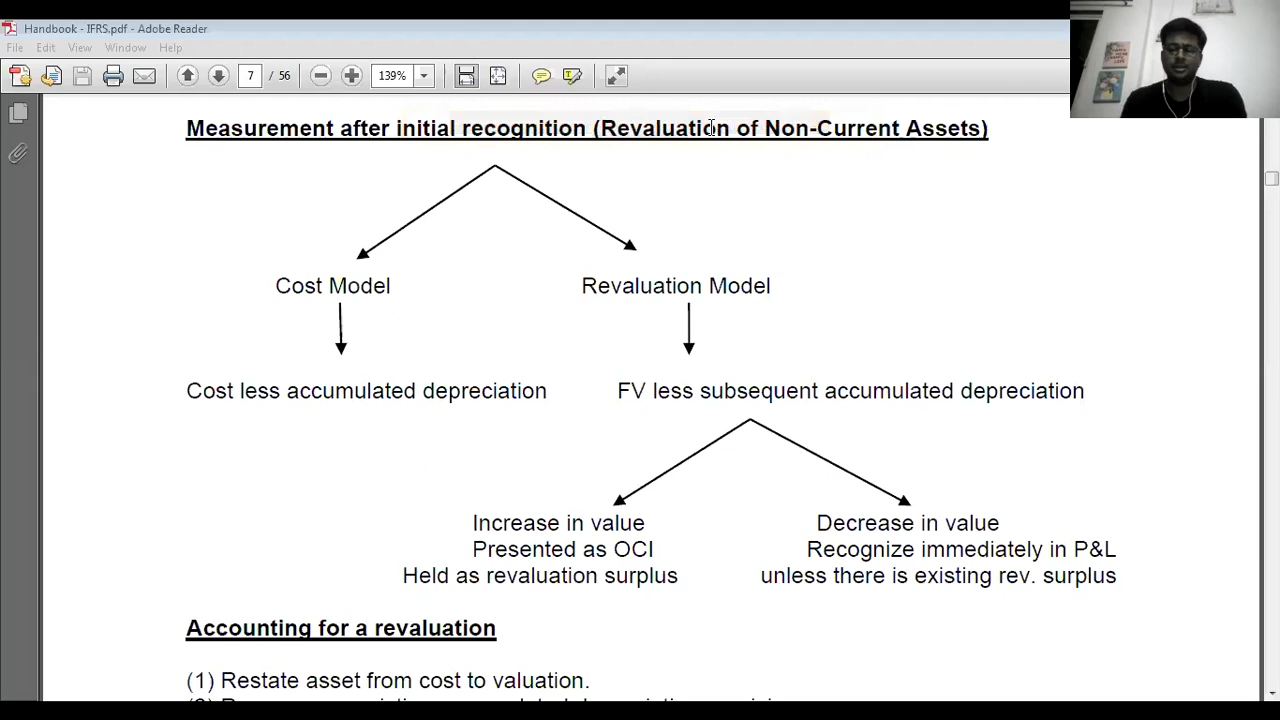 Handbook - IFRS.pdf - Adobe Reader
File Edit View Window Help
7 / 56 139%
Measurement after initial recognition (Revaluation of Non-Current Assets)
Cost Model Revaluation Model
Cost less accumulated depreciation FV less subsequent accumulated depreciation
Increase in value Decrease in value
Presented as OCI Recognize immediately in P&L
Held as revaluation surplus unless there is existing rev. surplus
Accounting for a revaluation
(1) Restate asset from cost to valuation.